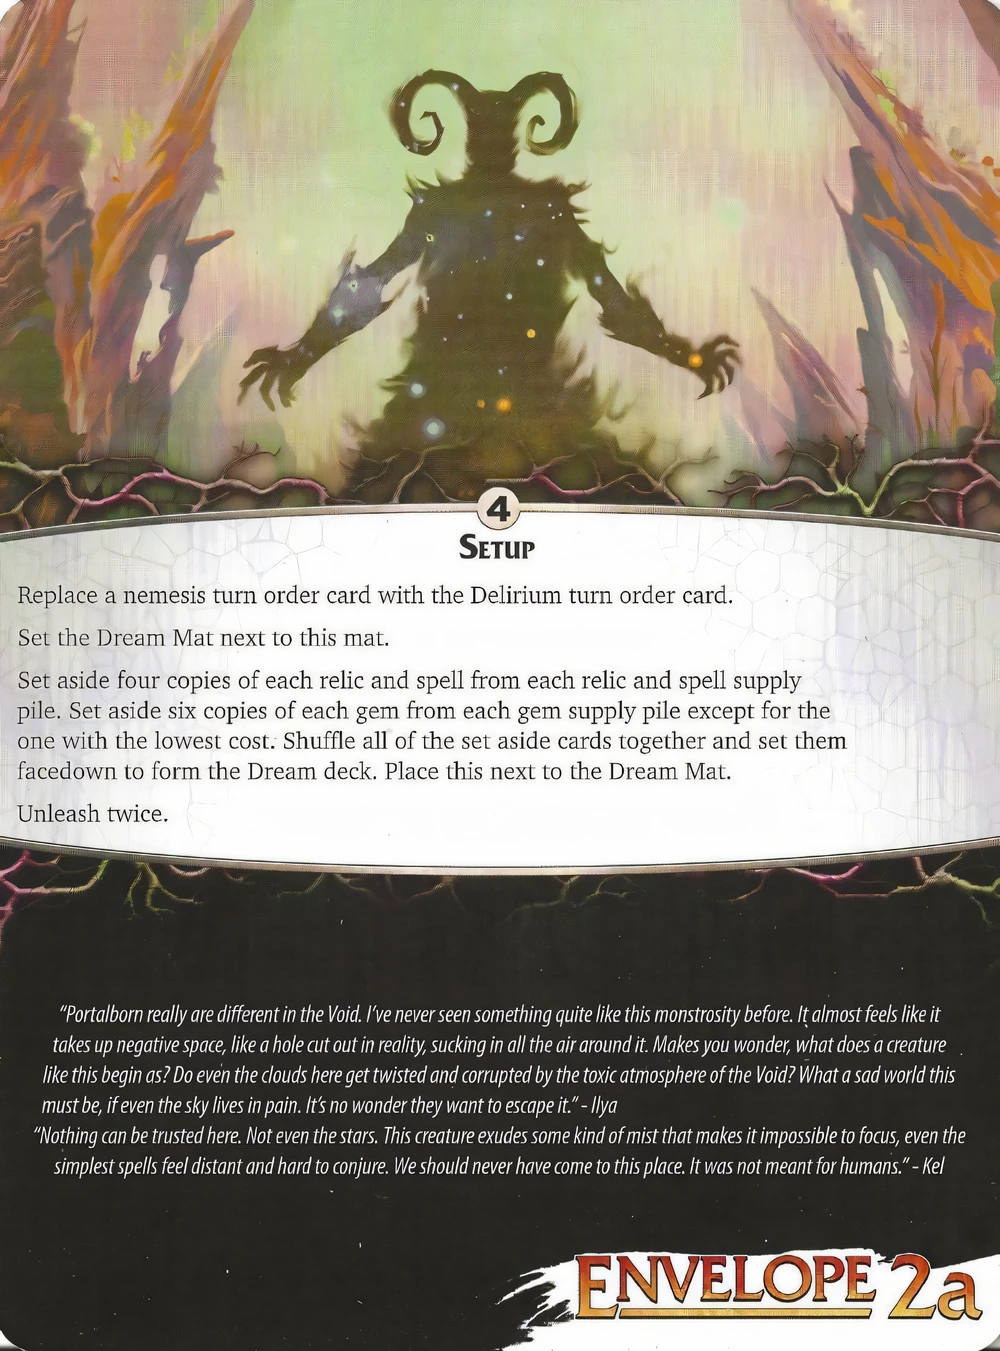 4
SETUP
Replace a nemesis turn order card with the Delirium turn order card.
Set the Dream Mat next to this mat.
Set aside four copies of each relic and spell from each relic and spell supply
pile. Set aside six copies of each gem from each gem supply pile except for the
one with the lowest cost. Shuffle all of the set aside cards together and set them
facedown to form the Dream deck. Place this next to the Dream Mat.
Unleash twice.
“Portalborn really are different in the Void. I’ve never seen something quite like this monstrosity before. It almost feels like it
takes up negative space, like a hole cut out in reality, sucking in all the air around it. Makes you wonder, what does a creature
like this begin as? Do even the clouds here get twisted and corrupted by the toxic atmosphere of the Void? What a sad world this
must be, if even the sky lives in pain. It’s no wonder they want to escape it.” - Ilya
“Nothing can be trusted here. Not even the stars. This creature exudes some kind of mist that makes it impossible to focus, even the
simplest spells feel distant and hard to conjure. We should never have come to this place. It was not meant for humans.” - Kel
ENVELOPE 2a